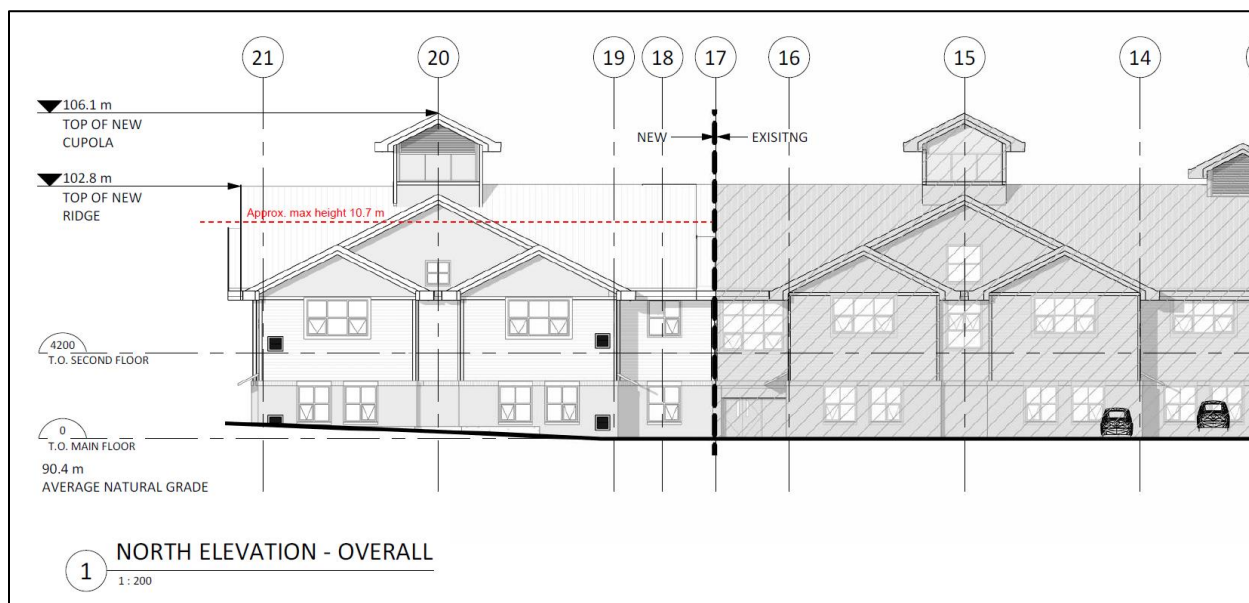 21
20
19
18
17
16
15
14
106.1 m
TOP OF NEW
CUPOLA
NEW
EXISITNG
102.8 m
TOP OF NEW
RIDGE
Approx. max height 10.7 m
4200
T.O. SECOND FLOOR
0
T.O. MAIN FLOOR
90.4 m
AVERAGE NATURAL GRADE
1
NORTH ELEVATION - OVERALL
1 : 200